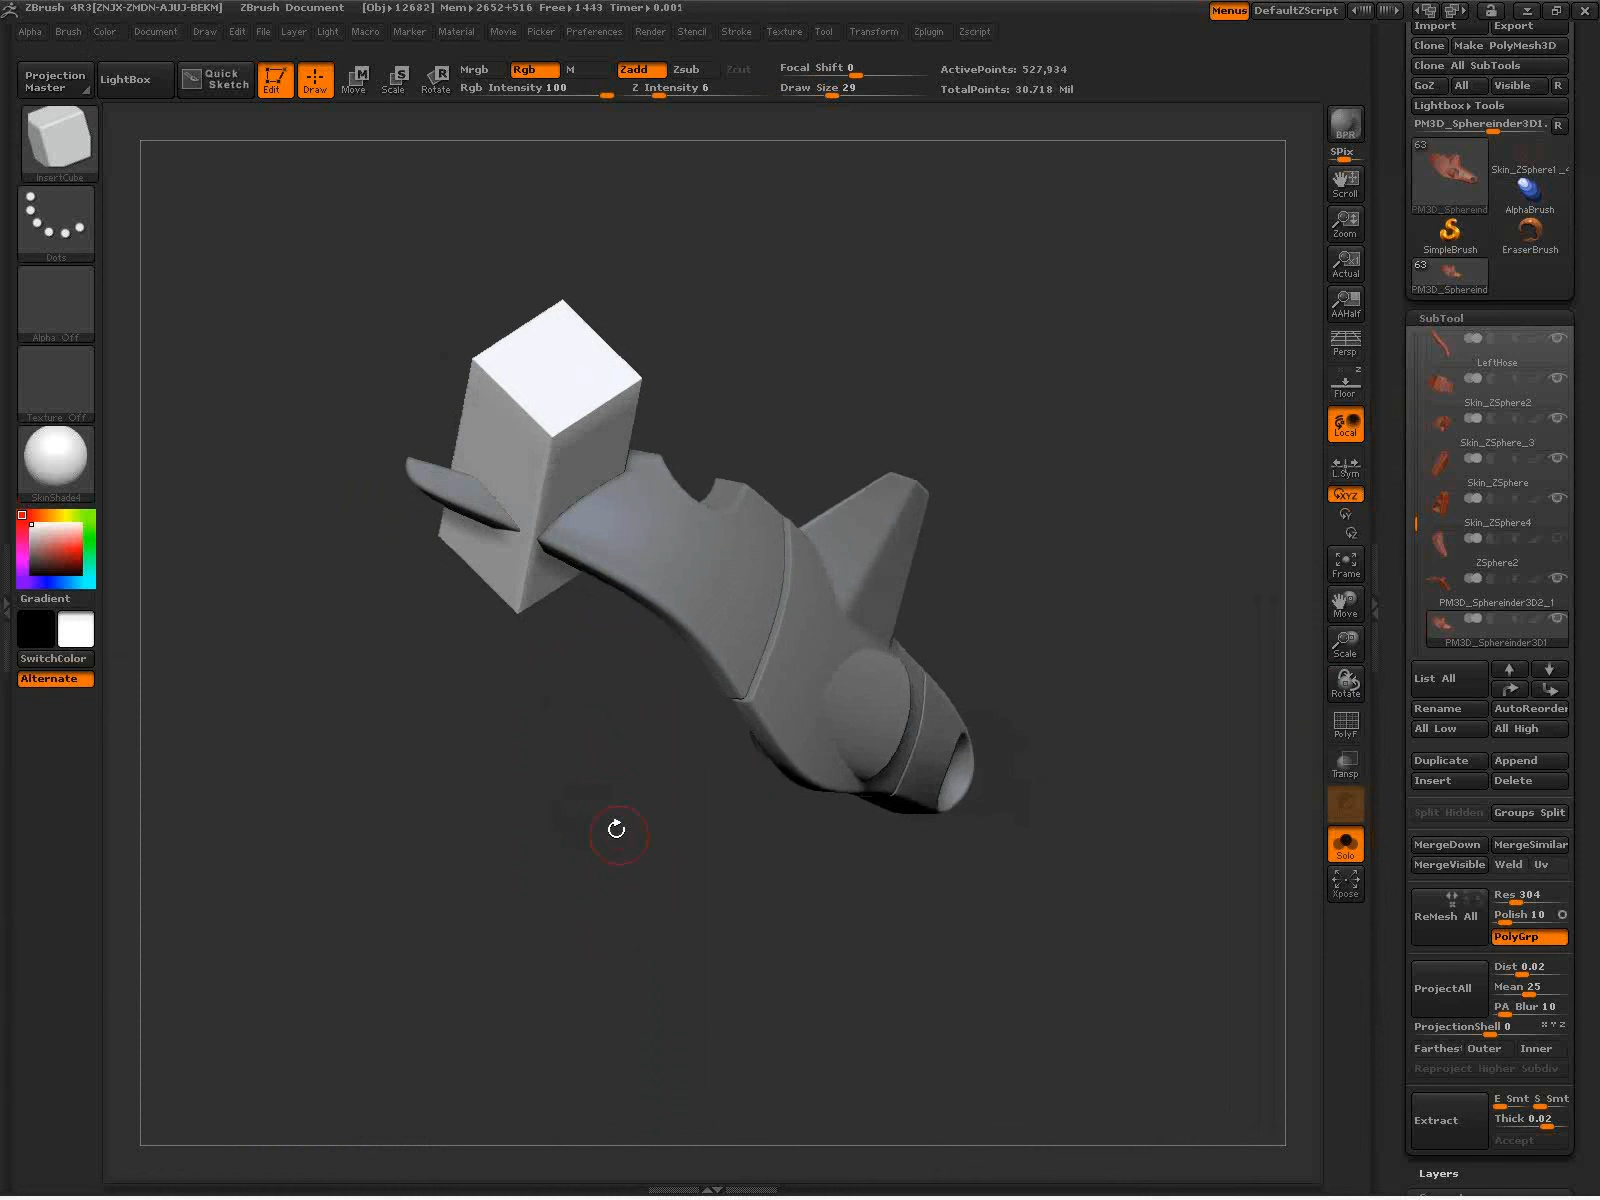 ZBrush 4R3[ZNJX-ZMDN-AJUJ-BEKM] ZBrush Document [Obj▸12682] Mem▸2652+516 Free▸1443 Timer▸0.001 Menus DefaultZScript
Alpha Brush Color Document Draw Edit File Layer Light Macro Marker Material Movie Picker Preferences Render Stencil Stroke Texture Tool Transform Zplugin Zscript
Projection Master
LightBox
Quick Sketch
Edit
Draw
Move
Scale
Rotate
Mrgb Rgb M
Rgb Intensity 100
Zadd Zsub Zcut
Z Intensity 6
Focal Shift 0
Draw Size 29
ActivePoints: 527,934
TotalPoints: 30.718 Mil
InsertCube
Dots
Alpha Off
Texture Off
SkinShade4
Gradient
SwitchColor
Alternate
BPR
SPix
Scroll
Zoom
Actual
AAHalf
Persp
Floor
Local
L.Sym
XYZ
Y
Z
Frame
Move
Scale
Rotate
PolyF
Transp
Solo
Xpose
Import Export
Clone Make PolyMesh3D
Clone All SubTools
GoZ All Visible R
Lightbox▸Tools
PM3D_Sphereinder3D1. R
63
Skin_ZSphere1_4
PM3D_Sphereind
AlphaBrush
SimpleBrush
EraserBrush
63
PM3D_Sphereind
SubTool
LeftHose
Skin_ZSphere2
Skin_ZSphere_3
Skin_ZSphere
Skin_ZSphere4
ZSphere2
PM3D_Sphereinder3D2_1
PM3D_Sphereinder3D1
List All
Rename AutoReorder
All Low All High
Duplicate Append
Insert Delete
Split Hidden Groups Split
MergeDown MergeSimilar
MergeVisible Weld Uv
ReMesh All
Res 304
Polish 10
PolyGrp
ProjectAll
Dist 0.02
Mean 25
PA Blur 10
ProjectionShell 0 X Y Z
Farthest Outer Inner
Reproject Higher Subdiv
Extract
E Smt S Smt
Thick 0.02
Accept
Layers